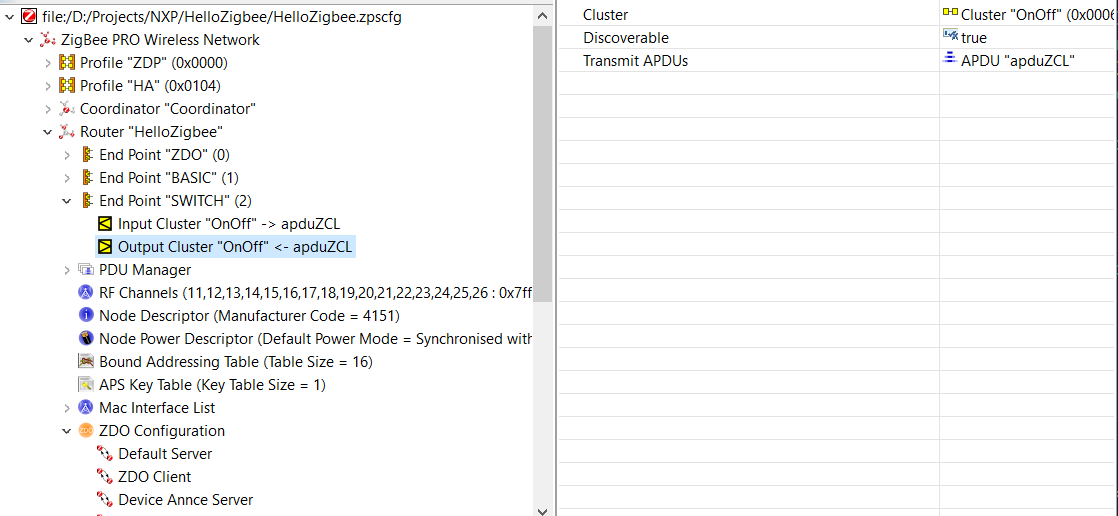 file:/D:/Projects/NXP/HelloZigbee/HelloZigbee.zpscfg
ZigBee PRO Wireless Network
Profile "ZDP" (0x0000)
Profile "HA" (0x0104)
Coordinator "Coordinator"
Router "HelloZigbee"
End Point "ZDO" (0)
End Point "BASIC" (1)
End Point "SWITCH" (2)
Input Cluster "OnOff" -> apduZCL
Output Cluster "OnOff" <- apduZCL
PDU Manager
RF Channels (11,12,13,14,15,16,17,18,19,20,21,22,23,24,25,26 : 0x7ff
Node Descriptor (Manufacturer Code = 4151)
Node Power Descriptor (Default Power Mode = Synchronised with
Bound Addressing Table (Table Size = 16)
APS Key Table (Key Table Size = 1)
Mac Interface List
ZDO Configuration
Default Server
ZDO Client
Device Annce Server
Cluster Cluster "OnOff" (0x0006
Discoverable true
Transmit APDUs APDU "apduZCL"